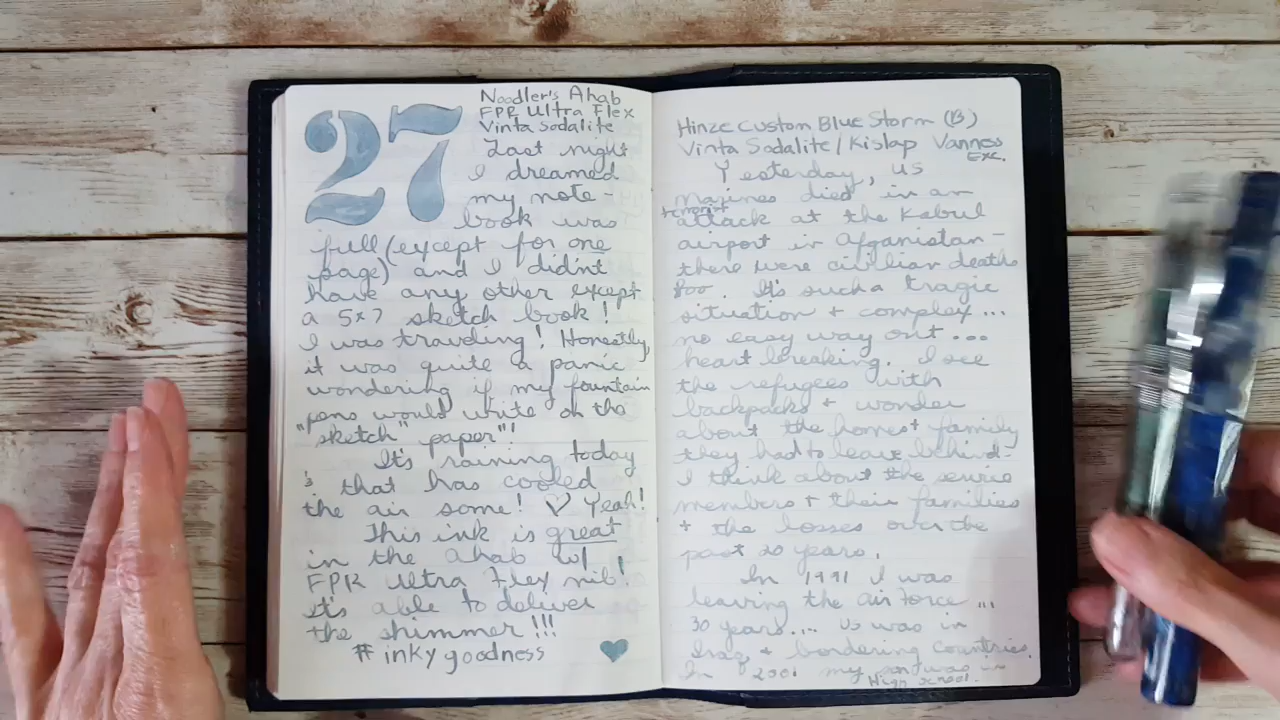 27
Noodler's Ahab
FPR Ultra Flex
Vinta Sodalite
Last night
I dreamed
my note-
book was
full (except for one
page) and I didn't
have any other except
a 5x7 sketch book!
I was traveling! Honestly,
it was quite a panic
wondering if my fountain
pens would write on the
"sketch" paper"!
It's raining today
& that has cooled
the air some! ♡ Yeah!
This ink is great
in the Ahab w/
FPR Ultra Flex nib!
It's able to deliver
the shimmer!!!
# inky goodness
Hinze Custom Blue Storm (B)
Vinta Sodalite/Kislap Vanness
Exc.
Yesterday, US
Marines died in an
terrorist
attack at the Kabul
airport in Afganistan -
there were civilian deaths
too. It's such a tragic
situation + complex...
no easy way out...
heart breaking. I see
the refugees with
backpacks + wonder
about the homes + family
they had to leave behind -
I think about the service
members + their families
+ the losses over the
past 20 years.
In 1991 I was
leaving the air force...
30 years.... US was in
Iraq + bordering countries.
In 2001 my son was in
High school.